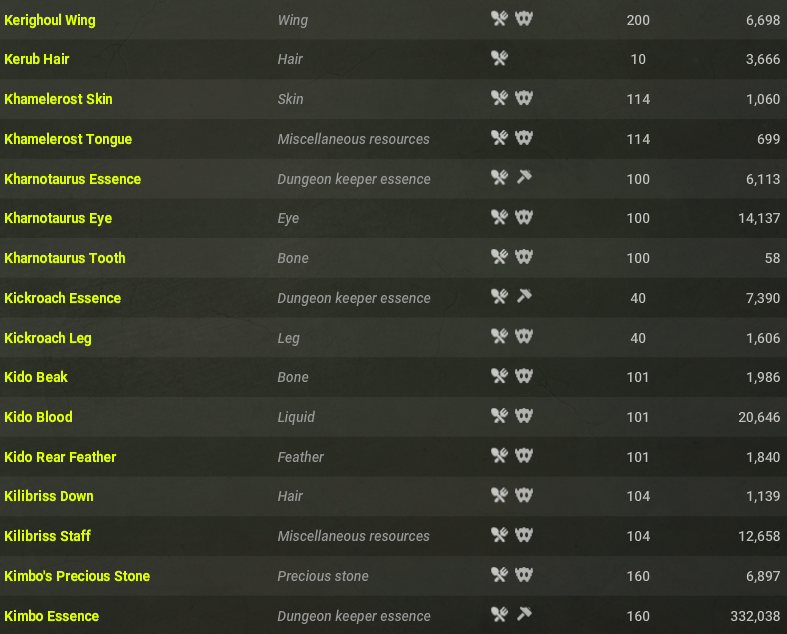 Kerighoul Wing Wing 200 6,698
Kerub Hair Hair 10 3,666
Khamelerost Skin Skin 114 1,060
Khamelerost Tongue Miscellaneous resources 114 699
Kharnotaurus Essence Dungeon keeper essence 100 6,113
Kharnotaurus Eye Eye 100 14,137
Kharnotaurus Tooth Bone 100 58
Kickroach Essence Dungeon keeper essence 40 7,390
Kickroach Leg Leg 40 1,606
Kido Beak Bone 101 1,986
Kido Blood Liquid 101 20,646
Kido Rear Feather Feather 101 1,840
Kilibriss Down Hair 104 1,139
Kilibriss Staff Miscellaneous resources 104 12,658
Kimbo's Precious Stone Precious stone 160 6,897
Kimbo Essence Dungeon keeper essence 160 332,038